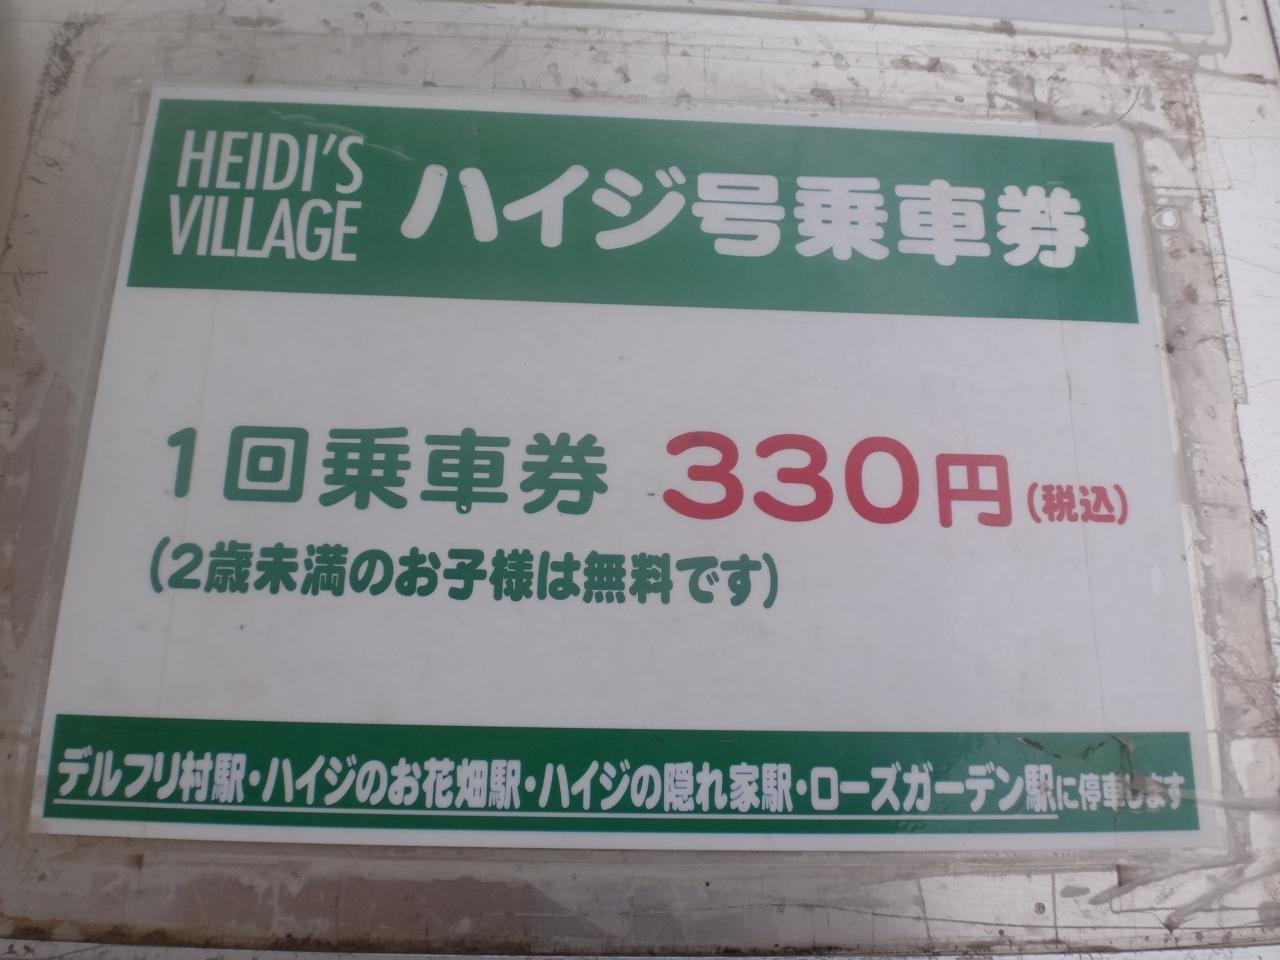 HEIDI'S
VILLAGE
ハイジ号乗車券
1回乗車券 330円(税込)
(2歳未満のお子様は無料です)
デルフリ村駅・ハイジのお花畑駅・ハイジの隠れ家駅・ローズガーデン駅に停車します